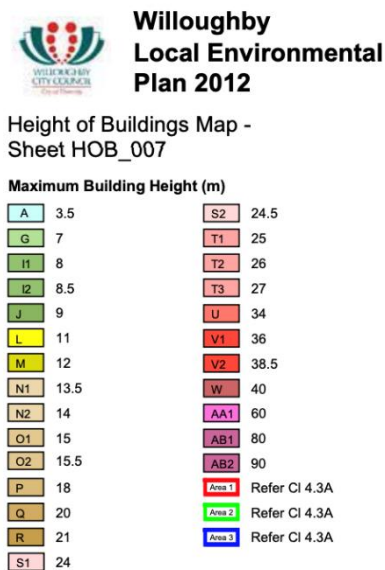 WILLOUGHBY
CITY COUNCIL
City of Diversity
Willoughby
Local Environmental
Plan 2012
Height of Buildings Map -
Sheet HOB_007
Maximum Building Height (m)
A 3.5
G 7
I1 8
I2 8.5
J 9
L 11
M 12
N1 13.5
N2 14
O1 15
O2 15.5
P 18
Q 20
R 21
S1 24
S2 24.5
T1 25
T2 26
T3 27
U 34
V1 36
V2 38.5
W 40
AA1 60
AB1 80
AB2 90
Area 1 Refer Cl 4.3A
Area 2 Refer Cl 4.3A
Area 3 Refer Cl 4.3A